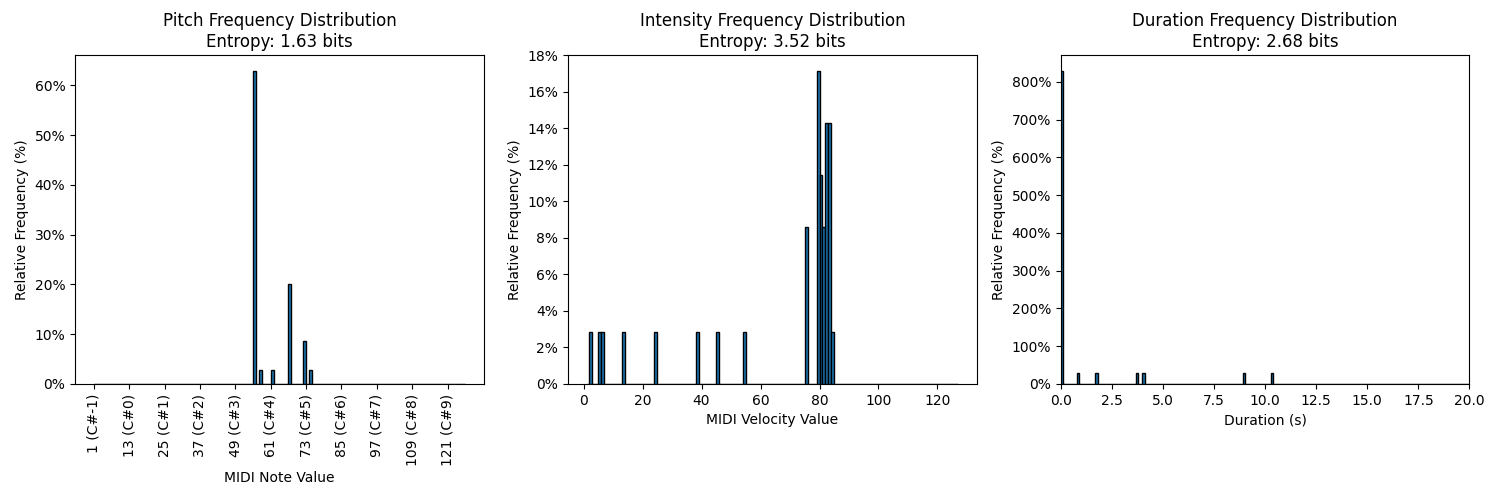 Pitch Frequency Distribution
Entropy: 1.63 bits
Relative Frequency (%)
60%
50%
40%
30%
20%
10%
0%
1 (C#-1)
13 (C#0)
25 (C#1)
37 (C#2)
49 (C#3)
61 (C#4)
73 (C#5)
85 (C#6)
97 (C#7)
109 (C#8)
121 (C#9)
MIDI Note Value
Intensity Frequency Distribution
Entropy: 3.52 bits
Relative Frequency (%)
18%
16%
14%
12%
10%
8%
6%
4%
2%
0%
0
20
40
60
80
100
120
MIDI Velocity Value
Duration Frequency Distribution
Entropy: 2.68 bits
Relative Frequency (%)
800%
700%
600%
500%
400%
300%
200%
100%
0%
0.0
2.5
5.0
7.5
10.0
12.5
15.0
17.5
20.0
Duration (s)